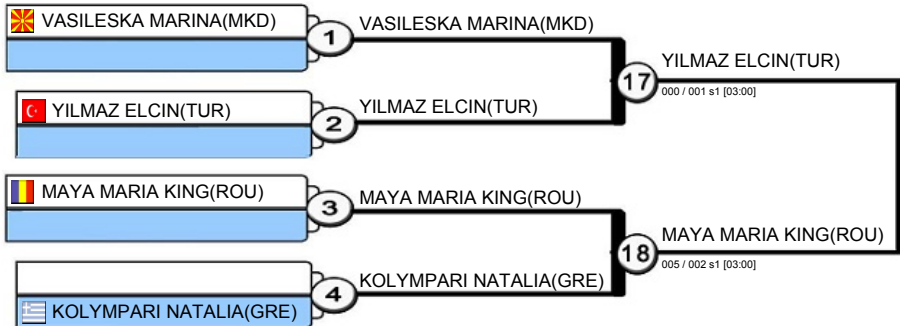 VASILESKA MARINA(MKD)
1
VASILESKA MARINA(MKD)
YILMAZ ELCIN(TUR)
2
YILMAZ ELCIN(TUR)
17
YILMAZ ELCIN(TUR)
000 / 001 s1 [03:00]
MAYA MARIA KING(ROU)
3
MAYA MARIA KING(ROU)
KOLYMPARI NATALIA(GRE)
4
KOLYMPARI NATALIA(GRE)
18
MAYA MARIA KING(ROU)
005 / 002 s1 [03:00]